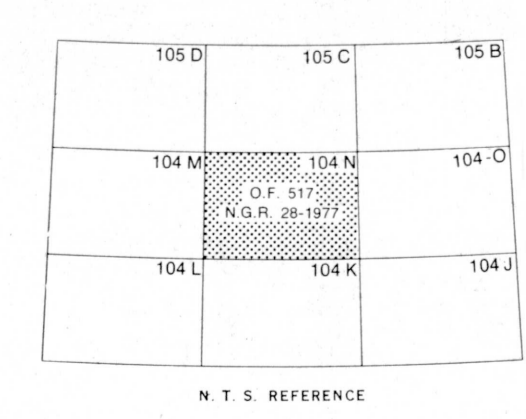 105 D 105 C 105 B
104 M 104 N 104-O
O.F. 517
N.G.R. 28-1977
104 L 104 K 104 J
N. T. S. REFERENCE